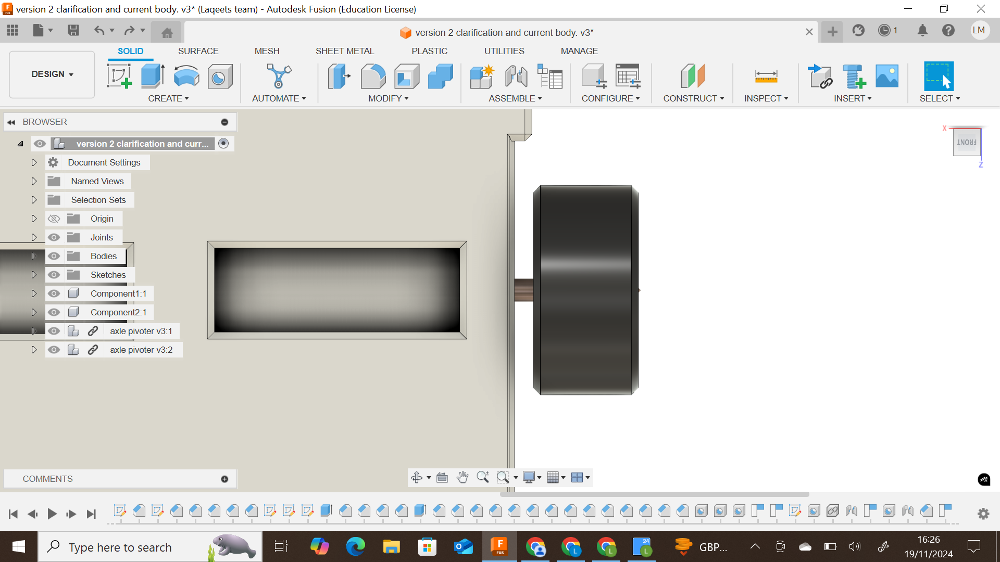 version 2 clarification and current body. v3* (Laqeets team) - Autodesk Fusion (Education License)
version 2 clarification and current body. v3*
1
LM
DESIGN
SOLID
SURFACE
MESH
SHEET METAL
PLASTIC
UTILITIES
MANAGE
CREATE
AUTOMATE
MODIFY
ASSEMBLE
CONFIGURE
CONSTRUCT
INSPECT
INSERT
SELECT
BROWSER
version 2 clarification and curr...
Document Settings
Named Views
Selection Sets
Origin
Joints
Bodies
Sketches
Component1:1
Component2:1
axle pivoter v3:1
axle pivoter v3:2
X
FRONT
Z
COMMENTS
Type here to search
F
FUS
L
L
24
L
GBP...
16:26
19/11/2024